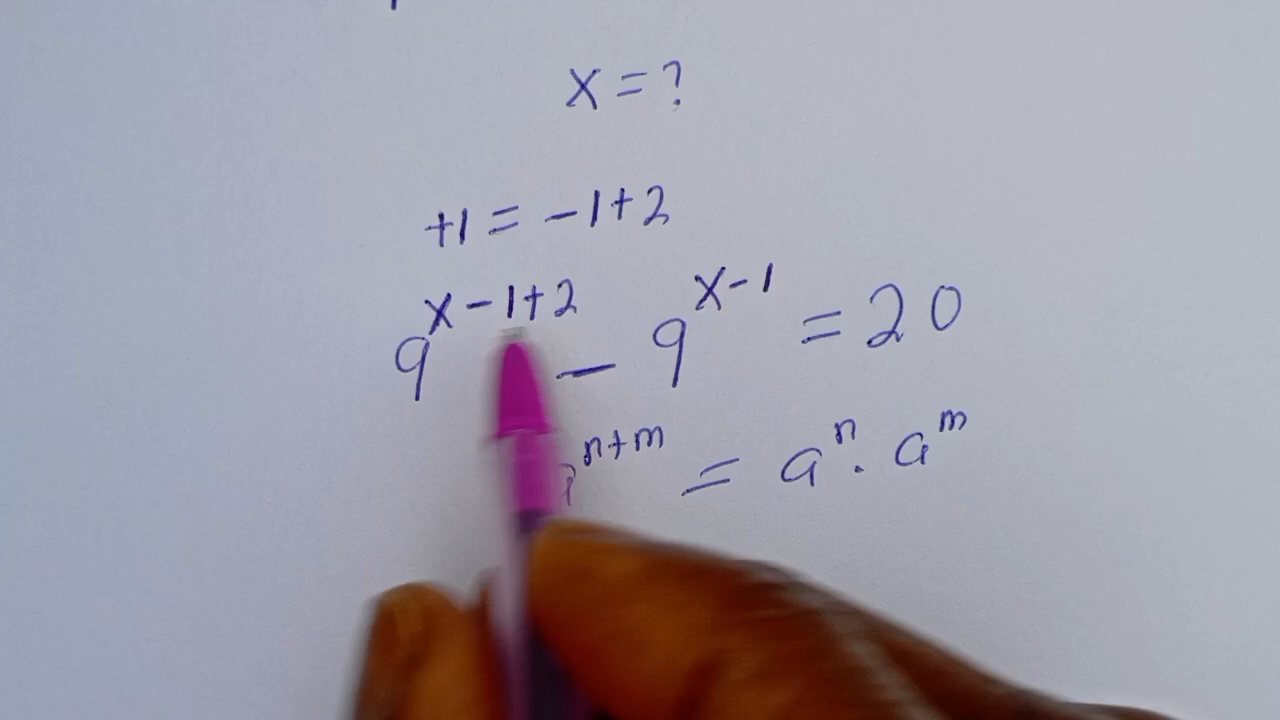 x = ?
+1 = -1+2
9^{x-1+2} - 9^{x-1} = 20
a^{n+m} = a^n . a^m